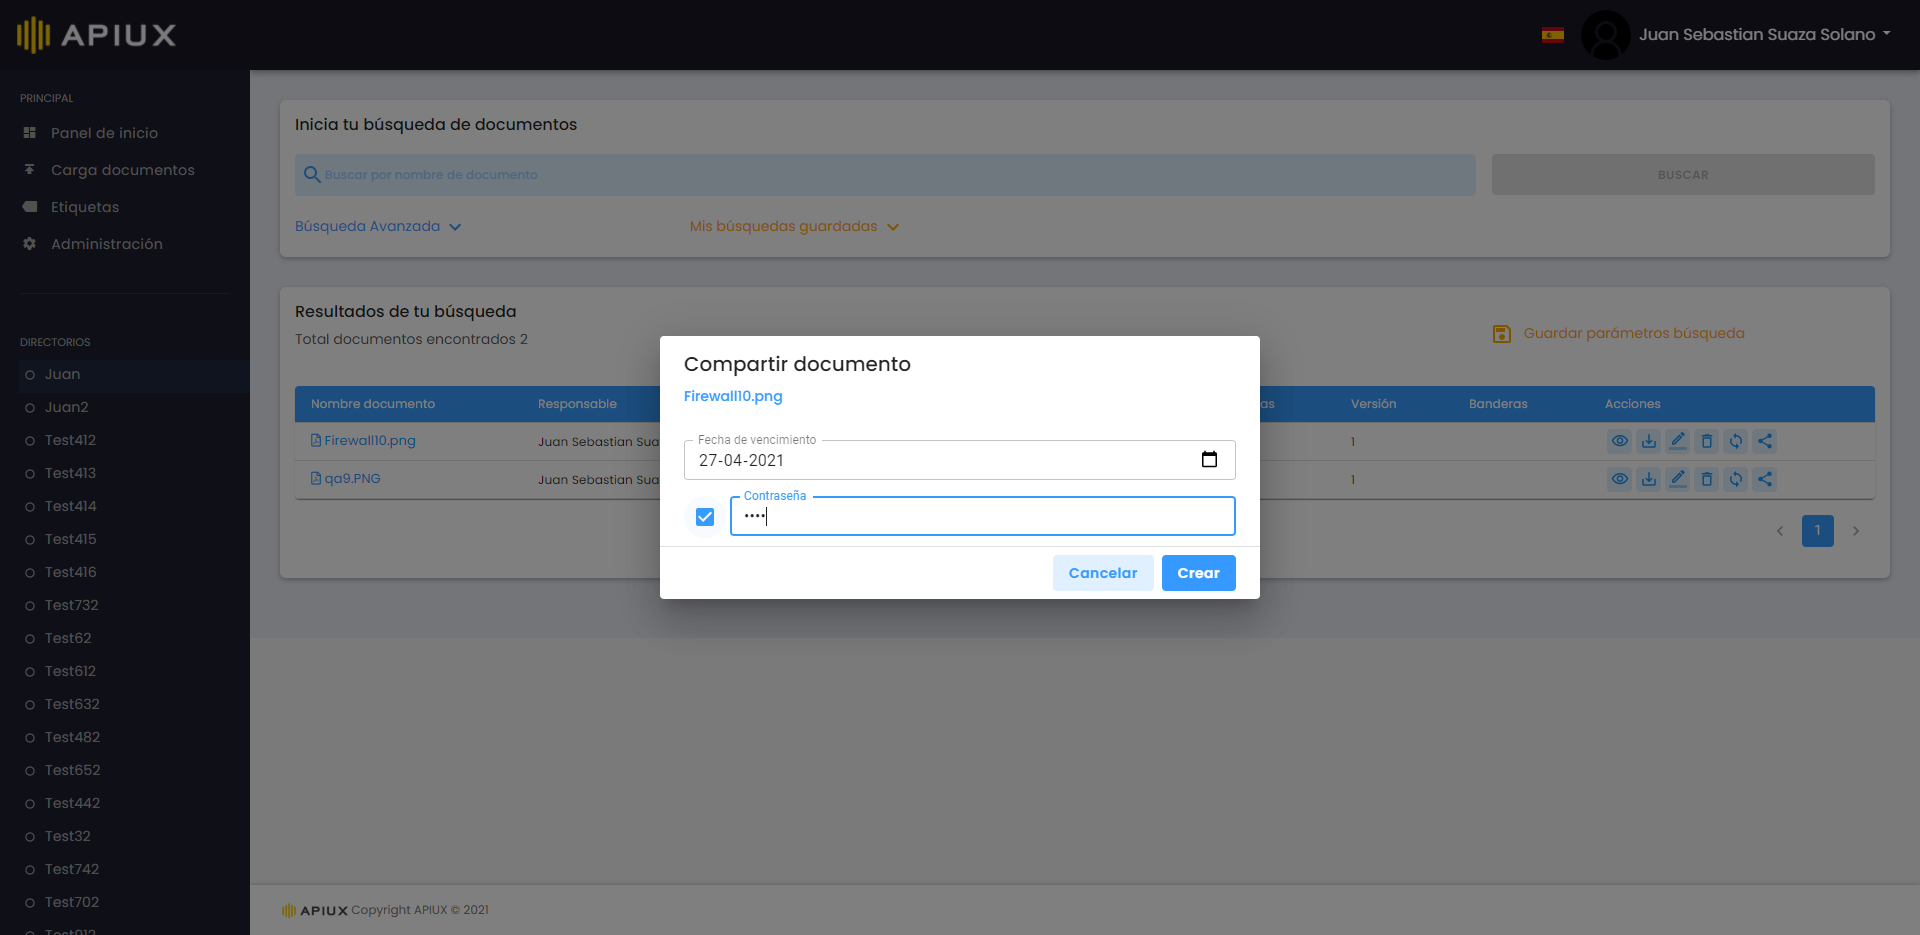 APIUX
Juan Sebastian Suaza Solano
PRINCIPAL
Panel de inicio
Carga documentos
Etiquetas
Administración
DIRECTORIOS
Juan
Juan2
Test412
Test413
Test414
Test415
Test416
Test732
Test62
Test612
Test632
Test482
Test652
Test442
Test32
Test742
Test702
Test912
Inicia tu búsqueda de documentos
Buscar por nombre de documento
BUSCAR
Búsqueda Avanzada
Mis búsquedas guardadas
Resultados de tu búsqueda
Total documentos encontrados 2
Guardar parámetros búsqueda
Nombre documento Responsable as Versión Banderas Acciones
Firewall10.png Juan Sebastian Sua 1
qa9.PNG Juan Sebastian Sua 1
1
Compartir documento
Firewall10.png
Fecha de vencimiento
27-04-2021
Contraseña
••••
Cancelar Crear
APIUX Copyright APIUX © 2021